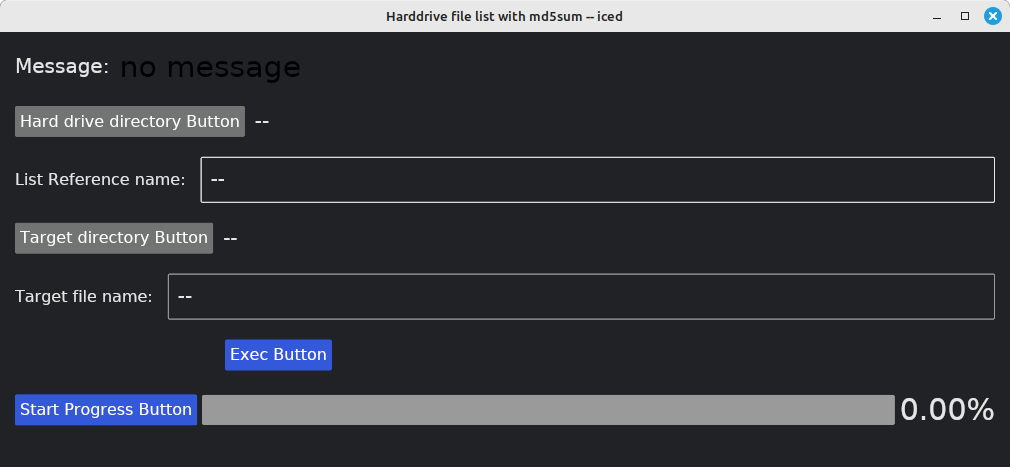 Harddrive file list with md5sum -- iced
Message: no message
Hard drive directory Button --
List Reference name: --
Target directory Button --
Target file name: --
Exec Button
Start Progress Button 0.00%